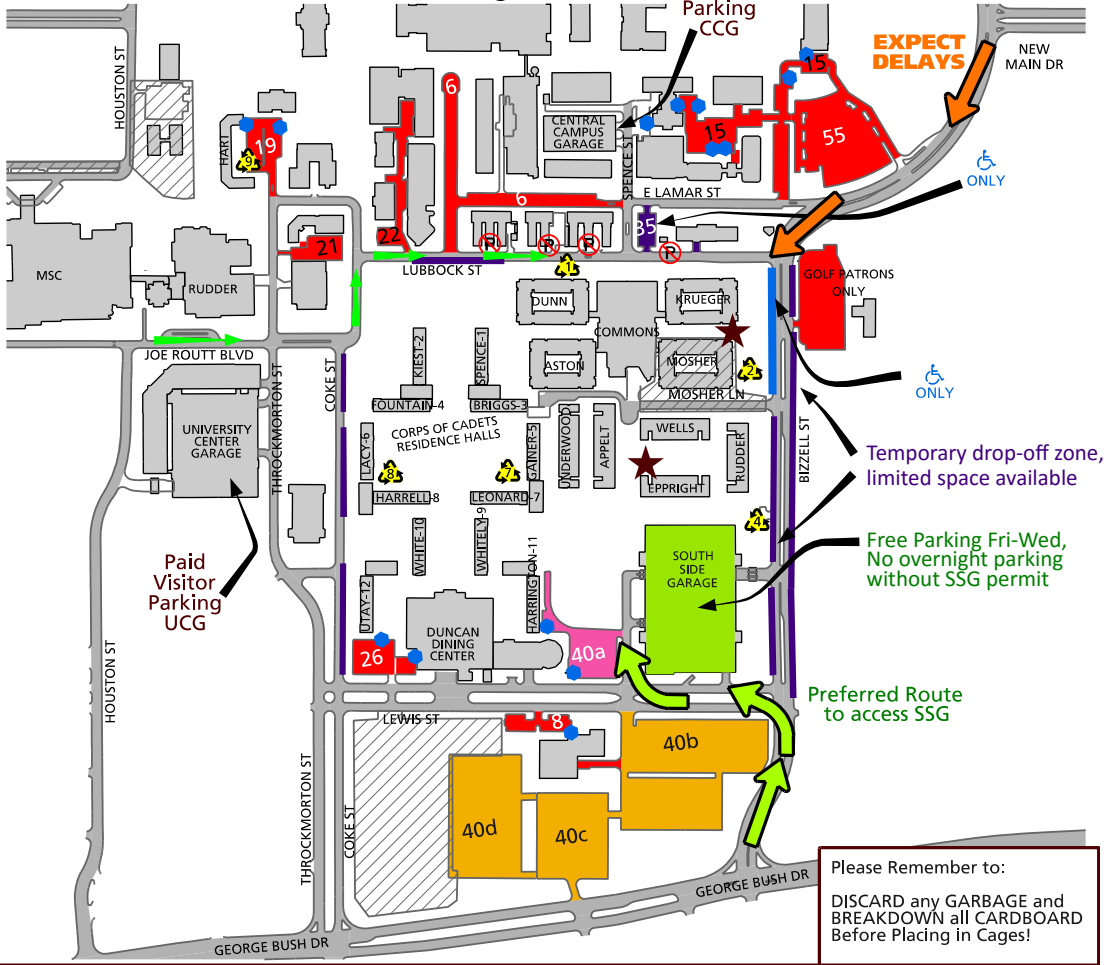 Parking
CCG
EXPECT
DELAYS
NEW
MAIN DR
HOUSTON ST
6
15
15
55
CENTRAL
CAMPUS
GARAGE
HART
19
9
SPENCE ST
E LAMAR ST
ONLY
6
35
22
21
LUBBOCK ST
1
MSC
RUDDER
GOLF PATRONS
ONLY
DUNN
KRUEGER
COMMONS
JOE ROUTT BLVD
KIEST-2
SPENCE-1
ASTON
MOSHER
2
MOSHER LN
ONLY
COKE ST
THROCKMORTON ST
FOUNTAIN-4
BRIGGS-3
CORPS OF CADETS
RESIDENCE HALLS
UNIVERSITY
CENTER
GARAGE
LACY-6
GAINER-5
UNDERWOOD
APPELT
WELLS
RUDDER
BIZZELL ST
Temporary drop-off zone,
limited space available
8
7
HARRELL-8
LEONARD-7
EPPRIGHT
4
WHITE-10
WHITELY-9
HARRINGTON-11
SOUTH
SIDE
GARAGE
Free Parking Fri-Wed,
No overnight parking
without SSG permit
Paid
Visitor
Parking
UCG
UTAY-12
DUNCAN
DINING
CENTER
26
40a
HOUSTON ST
Preferred Route
to access SSG
LEWIS ST
8
40b
THROCKMORTON ST
COKE ST
40d
40c
GEORGE BUSH DR
GEORGE BUSH DR
Please Remember to:
DISCARD any GARBAGE and
BREAKDOWN all CARDBOARD
Before Placing in Cages!